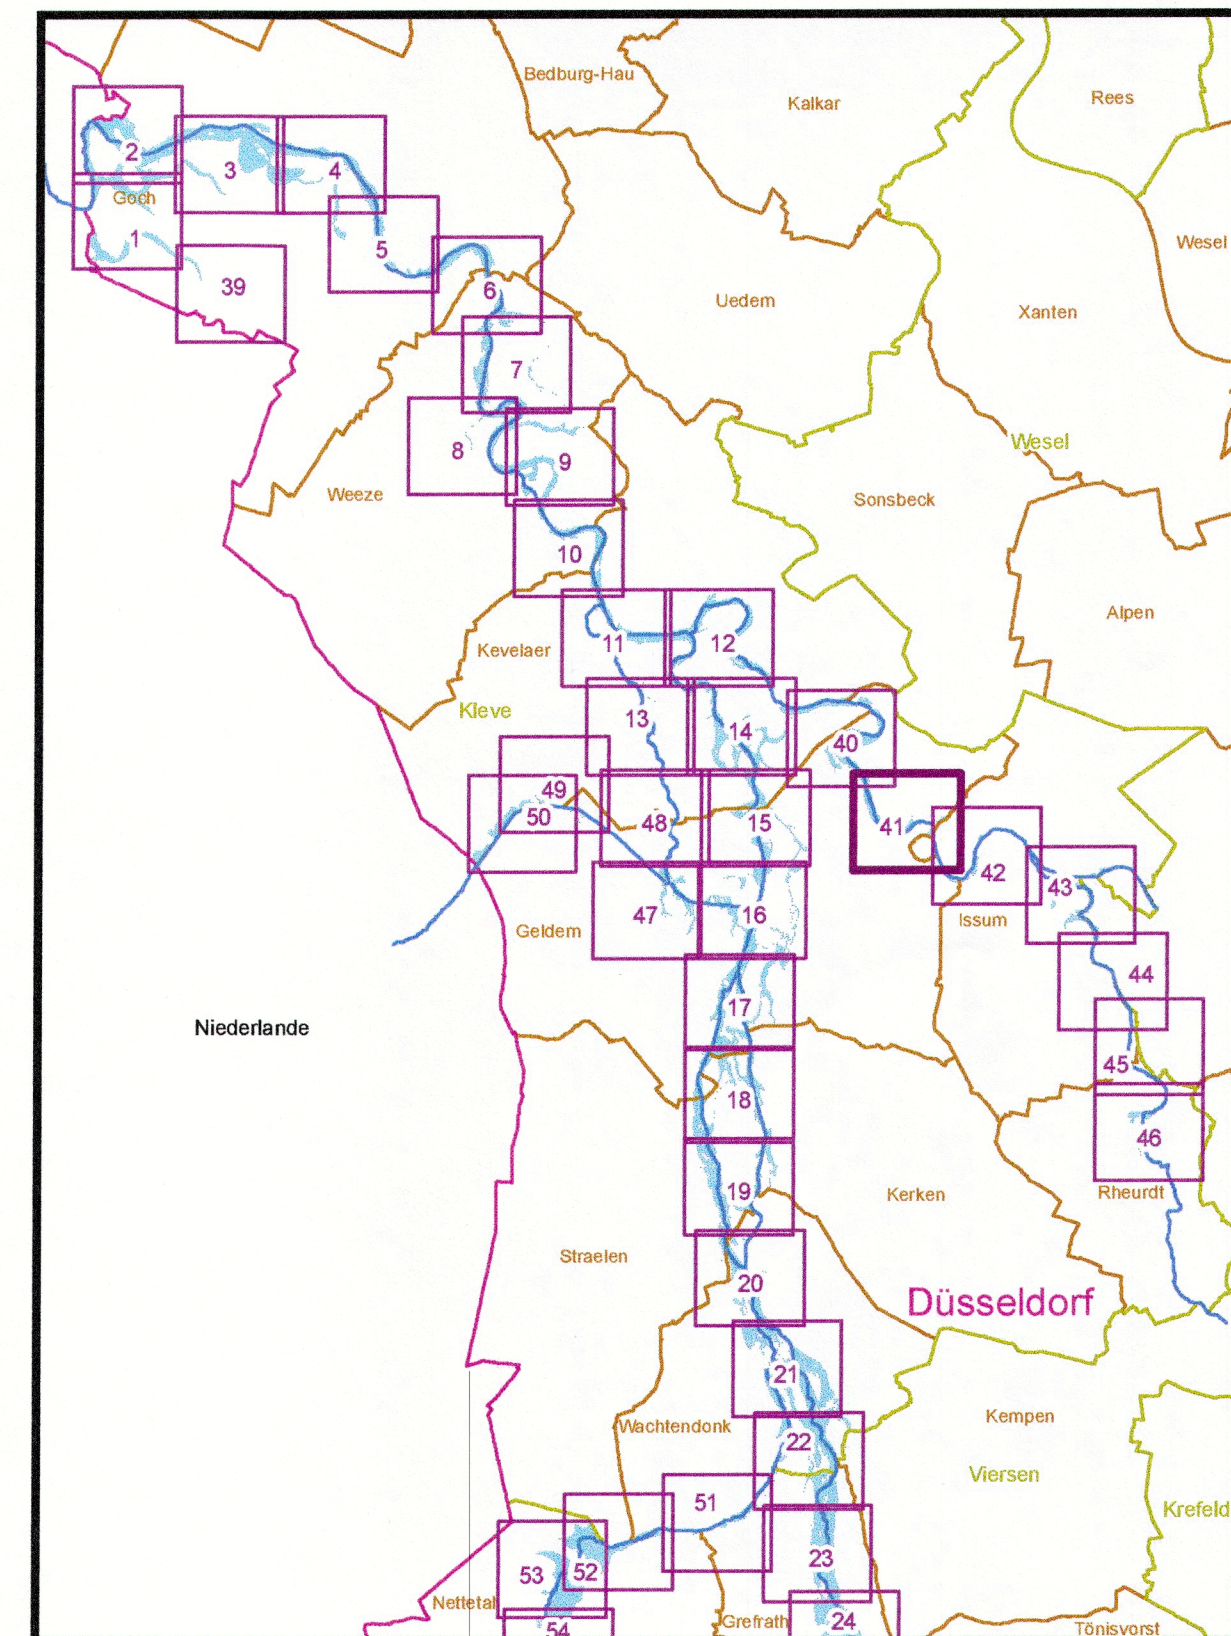 Bedburg-Hau
Kalkar
Rees
2
3
4
Goch
1
5
Wesel
39
6
Uedem
Xanten
7
8
9
Wesel
Weeze
Sonsbeck
10
Alpen
11
12
Kevelaer
Kleve
13
14
40
49
50
48
15
41
42
43
47
16
Issum
Geldern
44
Niederlande
17
45
18
46
19
Kerken
Rheurdt
Straelen
20
Düsseldorf
21
Wachtendonk
22
Kempen
Viersen
51
Krefeld
53
52
23
Nettetal
54
Grefrath
24
Tönisvorst